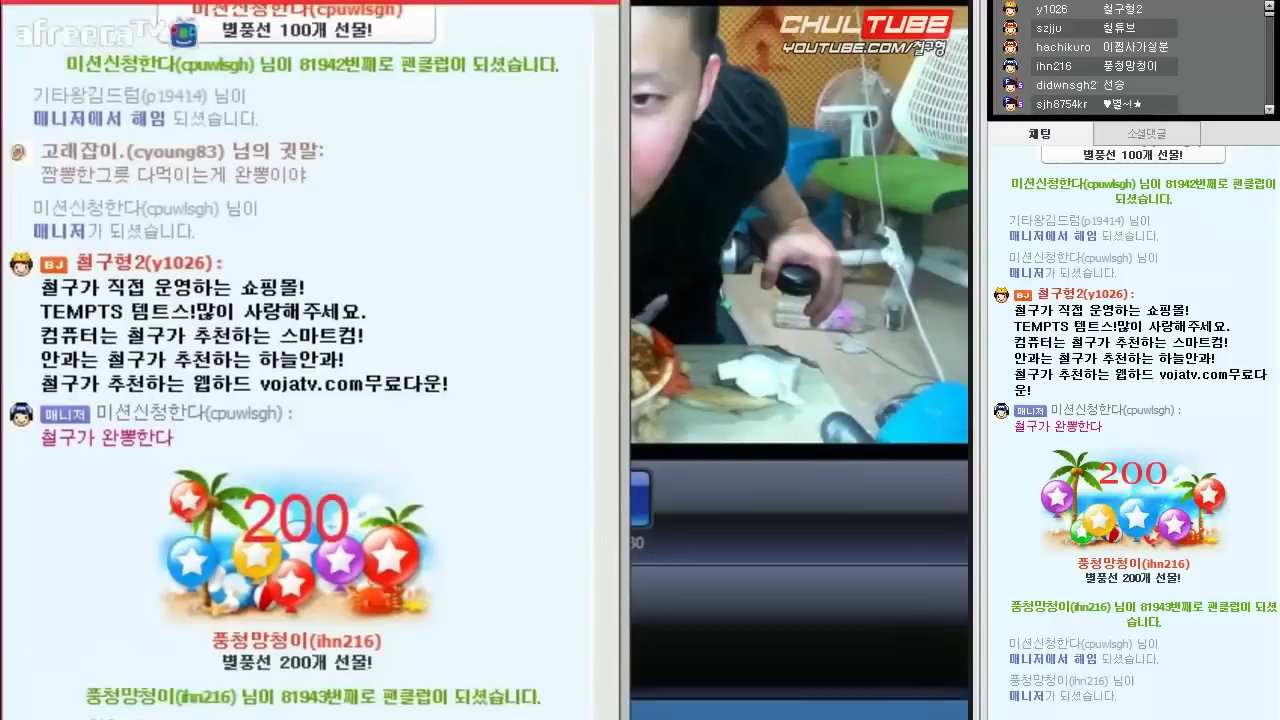 afreecaTV
미션신청한다(cpuwlsgh)
별풍선 100개 선물!
미션신청한다(cpuwlsgh) 님이 81942번째로 팬클럽이 되셨습니다.
기타왕김드럼(p19414) 님이
매니저에서 해임 되셨습니다.
고래잡이.(cyoung83) 님의 귓말:
짬뽕한그릇 다먹이는게 완뽕이야
미션신청한다(cpuwlsgh) 님이
매니저가 되셨습니다.
BJ 철구형2(y1026) :
철구가 직접 운영하는 쇼핑몰!
TEMPTS 템트스!많이 사랑해주세요.
컴퓨터는 철구가 추천하는 스마트컴!
안과는 철구가 추천하는 하늘안과!
철구가 추천하는 웹하드 vojatv.com무료다운!
매니저 미션신청한다(cpuwlsgh) :
철구가 완뽕한다
200
풍청망청이(ihn216)
별풍선 200개 선물!
풍청망청이(ihn216) 님이 81943번째로 팬클럽이 되셨습니다.
CHULTUBE
YOUTUBE.COM/철구형
30
y1026 철구형2
szjju 철튜브
hachikuro 이찜시가싷분
ihn216 풍청망청이
didwnsgh2 선승
sjh8754kr ♥별~!★
채팅
소셜댓글
별풍선 100개 선물!
미션신청한다(cpuwlsgh) 님이 81942번째로 팬클럽이
되셨습니다.
기타왕김드럼(p19414) 님이
매니저에서 해임 되셨습니다.
미션신청한다(cpuwlsgh) 님이
매니저가 되셨습니다.
BJ 철구형2(y1026) :
철구가 직접 운영하는 쇼핑몰!
TEMPTS 템트스!많이 사랑해주세요.
컴퓨터는 철구가 추천하는 스마트컴!
안과는 철구가 추천하는 하늘안과!
철구가 추천하는 웹하드 vojatv.com무료다
운!
매니저 미션신청한다(cpuwlsgh) :
철구가 완뽕한다
200
풍청망청이(ihn216)
별풍선 200개 선물!
풍청망청이(ihn216) 님이 81943번째로 팬클럽이 되셨
습니다.
미션신청한다(cpuwlsgh) 님이
매니저에서 해임 되셨습니다.
풍청망청이(ihn216) 님이
매니저가 되셨습니다.